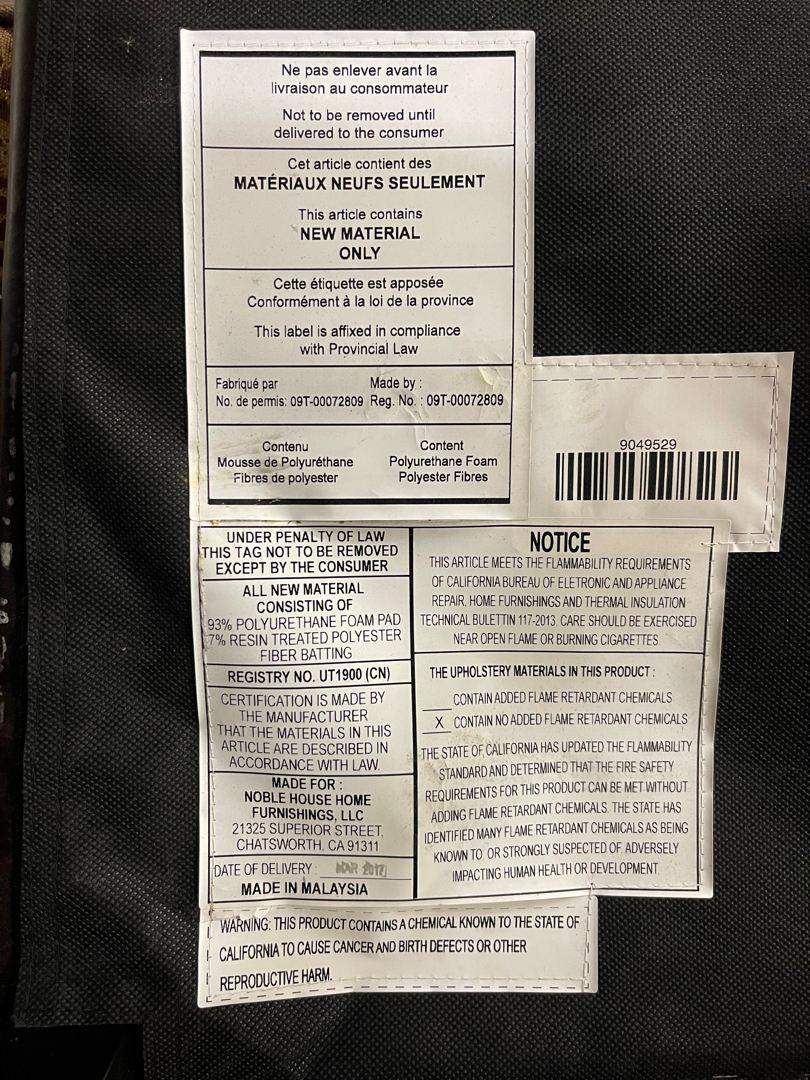 Ne pas enlever avant la
livraison au consommateur
Not to be removed until
delivered to the consumer
Cet article contient des
MATÉRIAUX NEUFS SEULEMENT
This article contains
NEW MATERIAL
ONLY
Cette étiquette est apposée
Conformément à la loi de la province
This label is affixed in compliance
with Provincial Law
Fabriqué par
No. de permis: 09T-00072809
Made by :
Reg. No. : 09T-00072809
Contenu
Mousse de Polyuréthane
Fibres de polyester
Content
Polyurethane Foam
Polyester Fibres
9049529
UNDER PENALTY OF LAW
THIS TAG NOT TO BE REMOVED
EXCEPT BY THE CONSUMER
ALL NEW MATERIAL
CONSISTING OF
93% POLYURETHANE FOAM PAD
7% RESIN TREATED POLYESTER
FIBER BATTING
REGISTRY NO. UT1900 (CN)
CERTIFICATION IS MADE BY
THE MANUFACTURER
THAT THE MATERIALS IN THIS
ARTICLE ARE DESCRIBED IN
ACCORDANCE WITH LAW.
MADE FOR :
NOBLE HOUSE HOME
FURNISHINGS, LLC
21325 SUPERIOR STREET,
CHATSWORTH, CA 91311
DATE OF DELIVERY : MAR 2017
MADE IN MALAYSIA
NOTICE
THIS ARTICLE MEETS THE FLAMMABILITY REQUIREMENTS
OF CALIFORNIA BUREAU OF ELETRONIC AND APPLIANCE
REPAIR, HOME FURNISHINGS AND THERMAL INSULATION
TECHNICAL BULETTIN 117-2013. CARE SHOULD BE EXERCISED
NEAR OPEN FLAME OR BURNING CIGARETTES.
THE UPHOLSTERY MATERIALS IN THIS PRODUCT :
CONTAIN ADDED FLAME RETARDANT CHEMICALS
X CONTAIN NO ADDED FLAME RETARDANT CHEMICALS
THE STATE OF CALIFORNIA HAS UPDATED THE FLAMMABILITY
STANDARD AND DETERMINED THAT THE FIRE SAFETY
REQUIREMENTS FOR THIS PRODUCT CAN BE MET WITHOUT
ADDING FLAME RETARDANT CHEMICALS. THE STATE HAS
IDENTIFIED MANY FLAME RETARDANT CHEMICALS AS BEING
KNOWN TO OR STRONGLY SUSPECTED OF, ADVERSELY
IMPACTING HUMAN HEALTH OR DEVELOPMENT.
WARNING: THIS PRODUCT CONTAINS A CHEMICAL KNOWN TO THE STATE OF
CALIFORNIA TO CAUSE CANCER AND BIRTH DEFECTS OR OTHER
REPRODUCTIVE HARM.